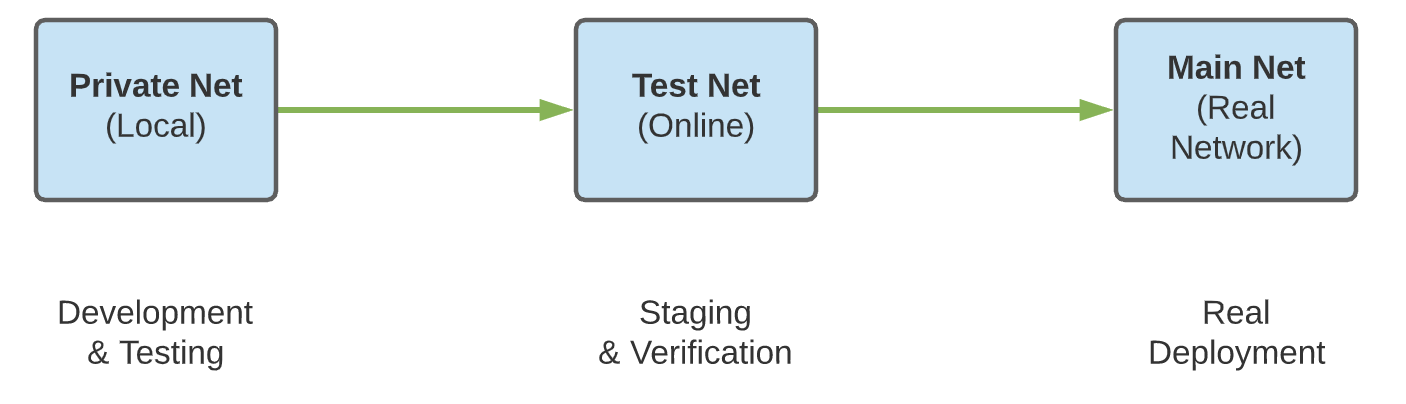 Private Net
(Local)
Test Net
(Online)
Main Net
(Real
Network)
Development
& Testing
Staging
& Verification
Real
Deployment